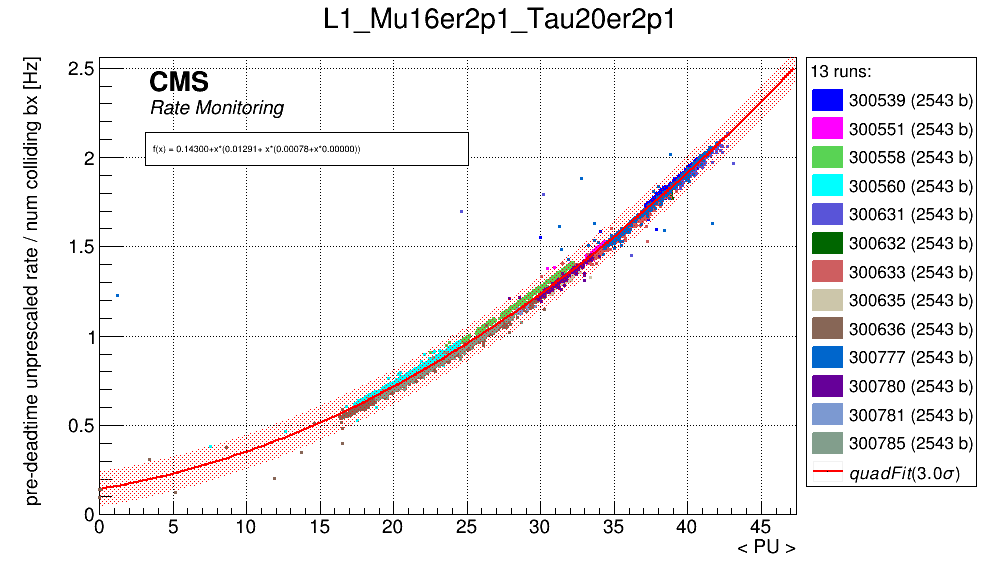 L1_Mu16er2p1_Tau20er2p1
pre-deadtime unprescaled rate / num colliding bx [Hz]
2.5
2
1.5
1
0.5
0
CMS
Rate Monitoring
f(x) = 0.14300+x*(0.01291+ x*(0.00078+x*0.00000))
0 5 10 15 20 25 30 35 40 45
< PU >
13 runs:
300539 (2543 b)
300551 (2543 b)
300558 (2543 b)
300560 (2543 b)
300631 (2543 b)
300632 (2543 b)
300633 (2543 b)
300635 (2543 b)
300636 (2543 b)
300777 (2543 b)
300780 (2543 b)
300781 (2543 b)
300785 (2543 b)
quadFit(3.0σ)